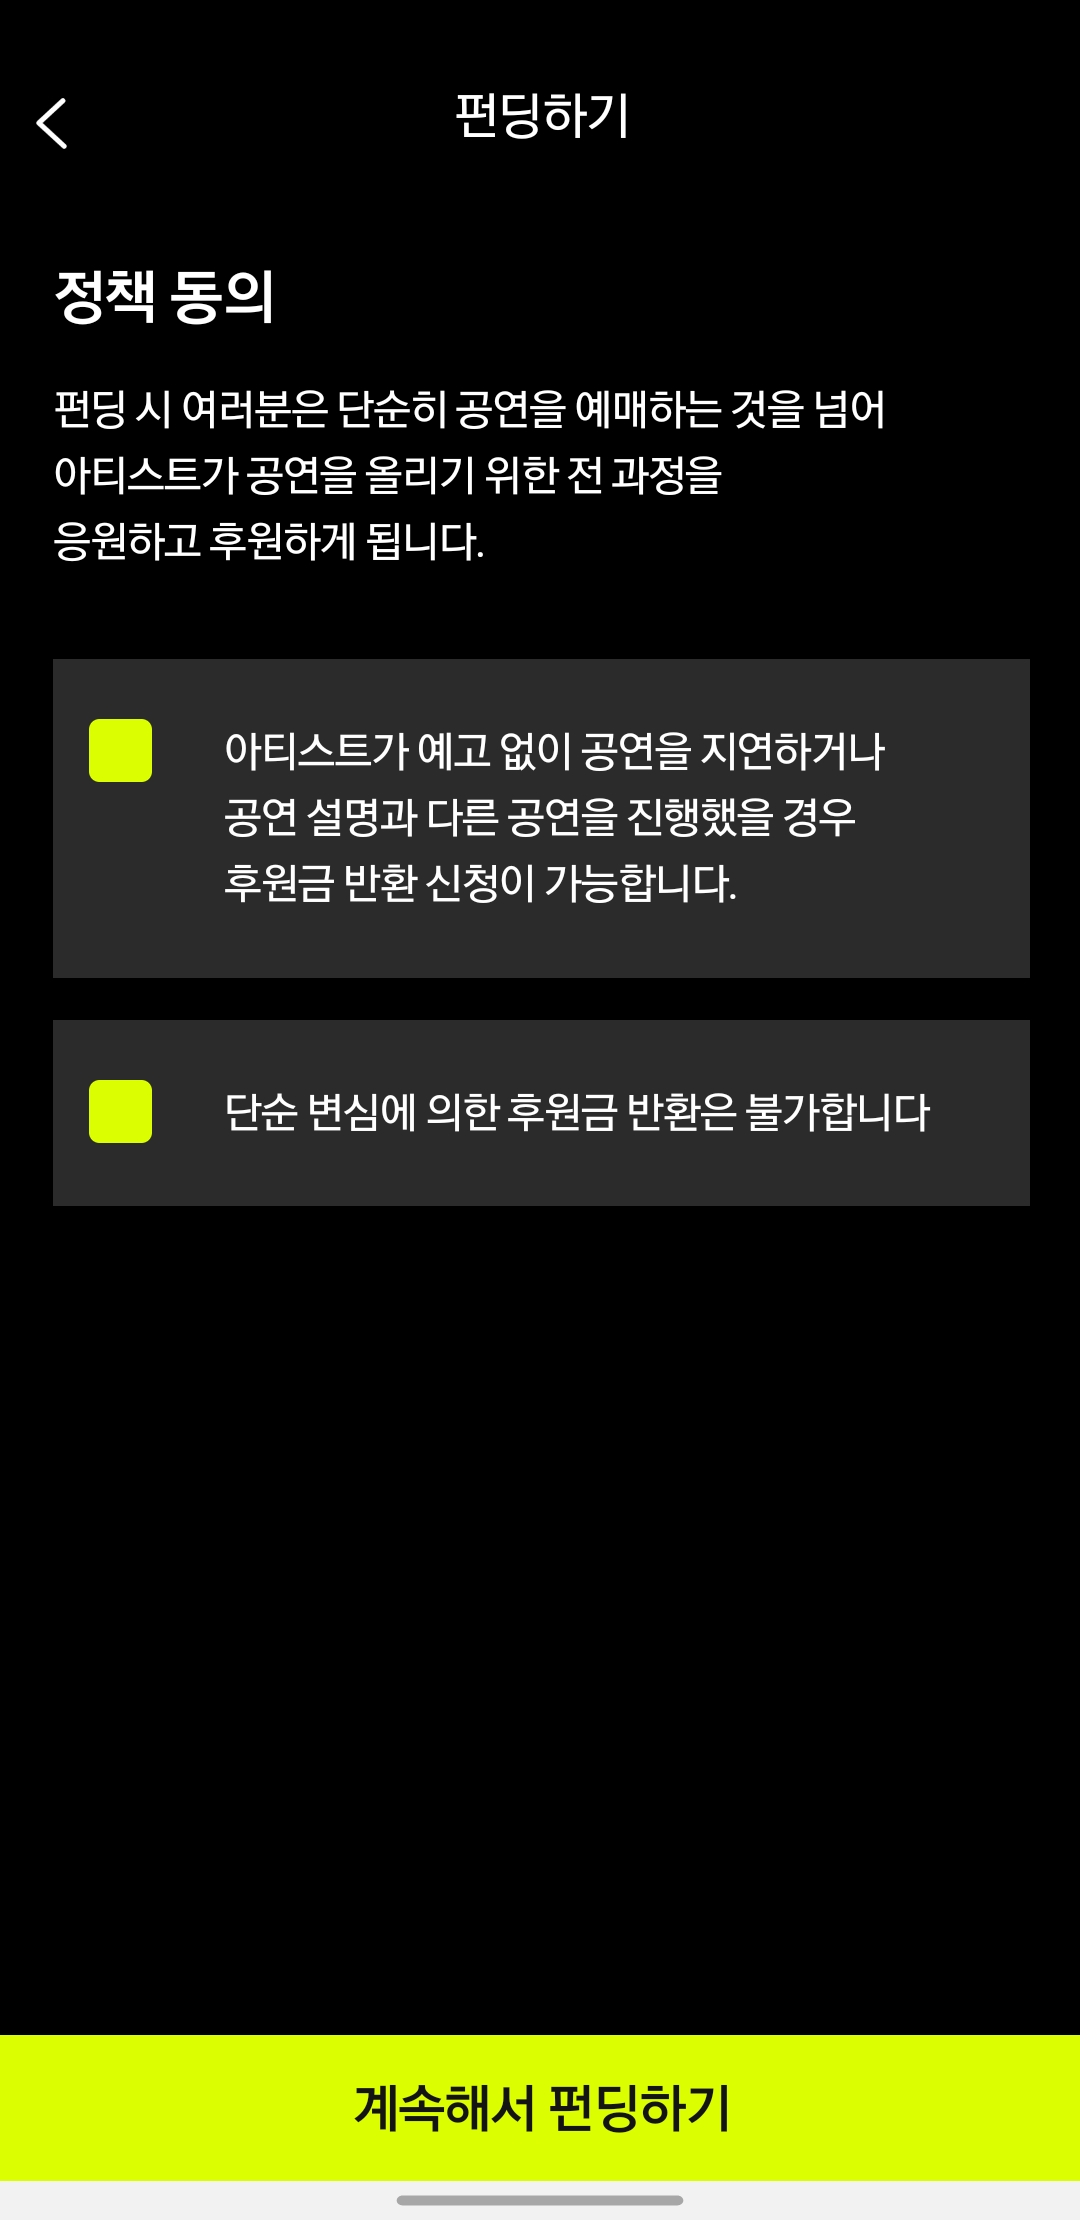 펀딩하기
정책 동의
펀딩 시 여러분은 단순히 공연을 예매하는 것을 넘어
아티스트가 공연을 올리기 위한 전 과정을
응원하고 후원하게 됩니다.
아티스트가 예고 없이 공연을 지연하거나
공연 설명과 다른 공연을 진행했을 경우
후원금 반환 신청이 가능합니다.
단순 변심에 의한 후원금 반환은 불가합니다
계속해서 펀딩하기